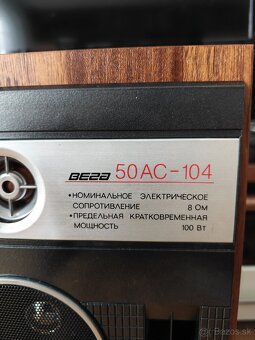 ВЕГА 50АС-104
•НОМИНАЛЬНОЕ ЭЛЕКТРИЧЕСКОЕ
СОПРОТИВЛЕНИЕ 8 Ом
•ПРЕДЕЛЬНАЯ КРАТКОВРЕМЕННАЯ
МОЩНОСТЬ 100 Вт